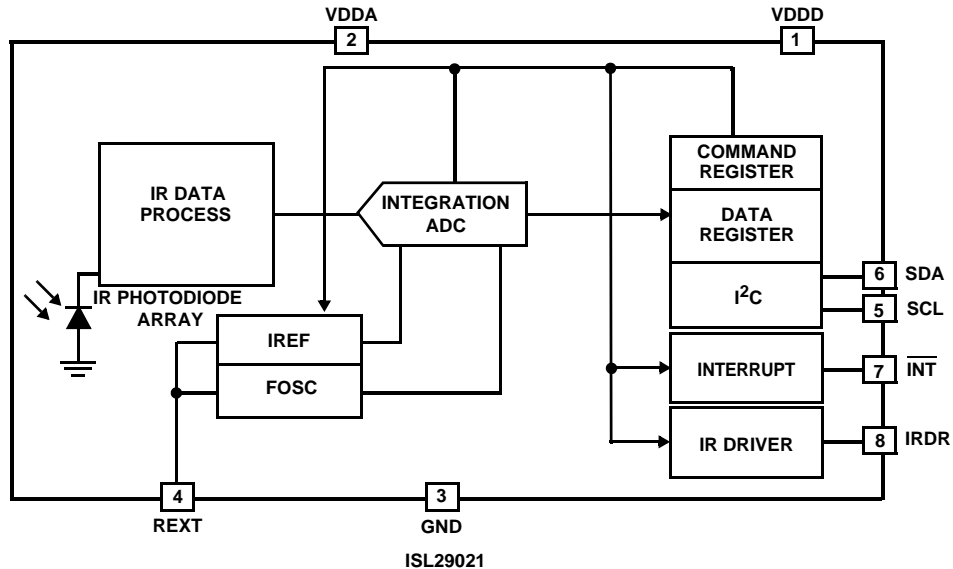 VDDA
VDDD
2
1
COMMAND
REGISTER
IR DATA
PROCESS
INTEGRATION
ADC
DATA
REGISTER
I²C
6 SDA
5 SCL
IR PHOTODIODE
ARRAY
IREF
FOSC
INTERRUPT
7 INT
IR DRIVER
8 IRDR
4
3
REXT
GND
ISL29021